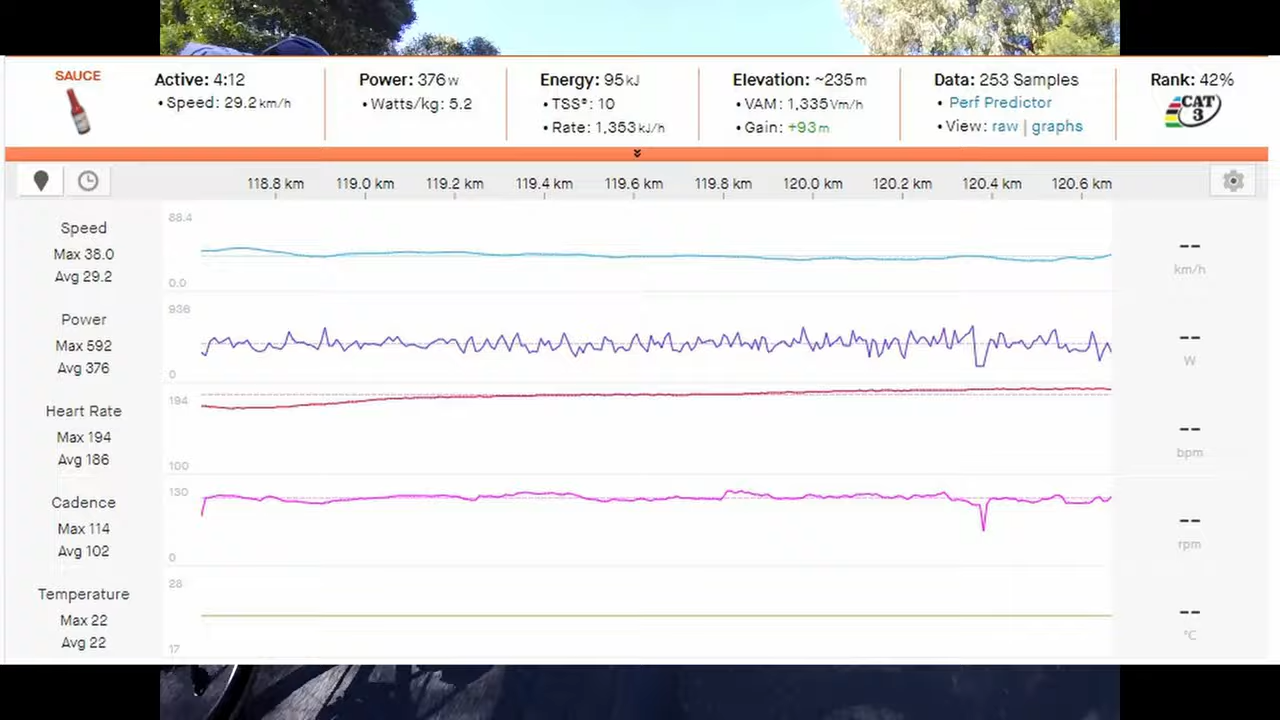 SAUCE
Active: 4:12
• Speed: 29.2 km/h
Power: 376 w
• Watts/kg: 5.2
Energy: 95 kJ
• TSS®: 10
• Rate: 1,353 kJ/h
Elevation: ~235 m
• VAM: 1,335 Vm/h
• Gain: +93 m
Data: 253 Samples
• Perf Predictor
• View: raw | graphs
Rank: 42%
CAT
3
118.8 km 119.0 km 119.2 km 119.4 km 119.6 km 119.8 km 120.0 km 120.2 km 120.4 km 120.6 km
Speed
Max 38.0
Avg 29.2
88.4
0.0
--
km/h
Power
Max 592
Avg 376
936
0
--
W
Heart Rate
Max 194
Avg 186
194
100
--
bpm
Cadence
Max 114
Avg 102
130
0
--
rpm
Temperature
Max 22
Avg 22
28
17
--
°C